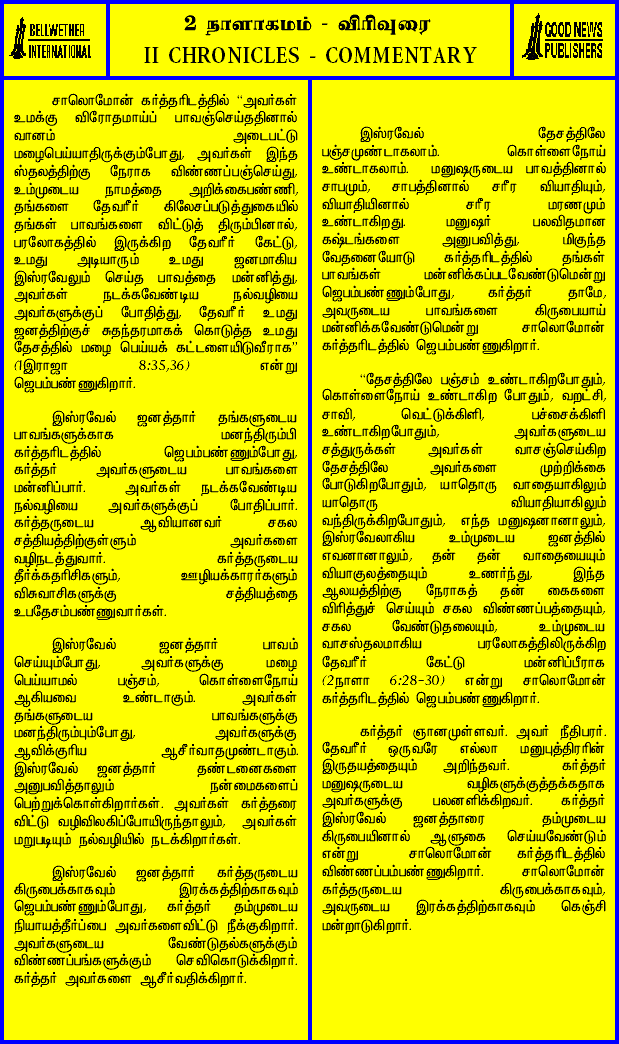 BELLWETHER
INTERNATIONAL
2 நாளாகமம் - விரிவுரை
II CHRONICLES - COMMENTARY
GOOD NEWS
PUBLISHERS
சாலொமோன் கர்த்தரிடத்தில் “அவர்கள்
உமக்கு விரோதமாய்ப் பாவஞ்செய்ததினால்
வானம் அடைபட்டு
மழைபெய்யாதிருக்கும்போது, அவர்கள் இந்த
ஸ்தலத்திற்கு நேராக விண்ணப்பஞ்செய்து,
உம்முடைய நாமத்தை அறிக்கைபண்ணி,
தங்களை தேவரீர் கிலேசப்படுத்துகையில்
தங்கள் பாவங்களை விட்டுத் திரும்பினால்,
பரலோகத்தில் இருக்கிற தேவரீர் கேட்டு,
உமது அடியாரும் உமது ஜனமாகிய
இஸ்ரவேலும் செய்த பாவத்தை மன்னித்து,
அவர்கள் நடக்கவேண்டிய நல்வழியை
அவர்களுக்குப் போதித்து, தேவரீர் உமது
ஜனத்திற்குச் சுதந்தரமாகக் கொடுத்த உமது
தேசத்தில் மழை பெய்யக் கட்டளையிடுவீராக”
(1இராஜா 8:35,36) என்று
ஜெபம்பண்ணுகிறார்.
இஸ்ரவேல் ஜனத்தார் தங்களுடைய
பாவங்களுக்காக மனந்திரும்பி
கர்த்தரிடத்தில் ஜெபம்பண்ணும்போது,
கர்த்தர் அவர்களுடைய பாவங்களை
மன்னிப்பார். அவர்கள் நடக்கவேண்டிய
நல்வழியை அவர்களுக்குப் போதிப்பார்.
கர்த்தருடைய ஆவியானவர் சகல
சத்தியத்திற்குள்ளும் அவர்களை
வழிநடத்துவார். கர்த்தருடைய
தீர்க்கதரிசிகளும், ஊழியக்காரர்களும்
விசுவாசிகளுக்கு சத்தியத்தை
உபதேசம்பண்ணுவார்கள்.
இஸ்ரவேல் ஜனத்தார் பாவம்
செய்யும்போது, அவர்களுக்கு மழை
பெய்யாமல் பஞ்சம், கொள்ளைநோய்
ஆகியவை உண்டாகும். அவர்கள்
தங்களுடைய பாவங்களுக்கு
மனந்திரும்பும்போது, அவர்களுக்கு
ஆவிக்குரிய ஆசீர்வாதமுண்டாகும்.
இஸ்ரவேல் ஜனத்தார் தண்டனைகளை
அனுபவித்தாலும் நன்மைகளைப்
பெற்றுக்கொள்கிறார்கள். அவர்கள் கர்த்தரை
விட்டு வழிவிலகிப்போயிருந்தாலும், அவர்கள்
மறுபடியும் நல்வழியில் நடக்கிறார்கள்.
இஸ்ரவேல் ஜனத்தார் கர்த்தருடைய
கிருபைக்காகவும் இரக்கத்திற்காகவும்
ஜெபம்பண்ணும்போது, கர்த்தர் தம்முடைய
நியாயத்தீர்ப்பை அவர்களைவிட்டு நீக்குகிறார்.
அவர்களுடைய வேண்டுதல்களுக்கும்
விண்ணப்பங்களுக்கும் செவிகொடுக்கிறார்.
கர்த்தர் அவர்களை ஆசீர்வதிக்கிறார்.
இஸ்ரவேல் தேசத்திலே
பஞ்சமுண்டாகலாம். கொள்ளைநோய்
உண்டாகலாம். மனுஷருடைய பாவத்தினால்
சாபமும், சாபத்தினால் சரீர வியாதியும்,
வியாதியினால் சரீர மரணமும்
உண்டாகிறது. மனுஷர் பலவிதமான
கஷ்டங்களை அனுபவித்து, மிகுந்த
வேதனையோடு கர்த்தரிடத்தில் தங்கள்
பாவங்கள் மன்னிக்கப்படவேண்டுமென்று
ஜெபம்பண்ணும்போது, கர்த்தர் தாமே,
அவருடைய பாவங்களை கிருபையாய்
மன்னிக்கவேண்டுமென்று சாலொமோன்
கர்த்தரிடத்தில் ஜெபம்பண்ணுகிறார்.
“தேசத்திலே பஞ்சம் உண்டாகிறபோதும்,
கொள்ளைநோய் உண்டாகிற போதும், வறட்சி,
சாவி, வெட்டுக்கிளி, பச்சைக்கிளி
உண்டாகிறபோதும், அவர்களுடைய
சத்துருக்கள் அவர்கள் வாசஞ்செய்கிற
தேசத்திலே அவர்களை முற்றிக்கை
போடுகிறபோதும், யாதொரு வாதையாகிலும்
யாதொரு வியாதியாகிலும்
வந்திருக்கிறபோதும், எந்த மனுஷனானாலும்,
இஸ்ரவேலாகிய உம்முடைய ஜனத்தில்
எவனானாலும், தன் தன் வாதையையும்
வியாகுலத்தையும் உணர்ந்து, இந்த
ஆலயத்திற்கு நேராகத் தன் கைகளை
விரித்துச் செய்யும் சகல விண்ணப்பத்தையும்,
சகல வேண்டுதலையும், உம்முடைய
வாசஸ்தலமாகிய பரலோகத்திலிருக்கிற
தேவரீர் கேட்டு மன்னிப்பீராக
(2நாளா 6:28-30) என்று சாலொமோன்
கர்த்தரிடத்தில் ஜெபம்பண்ணுகிறார்.
கர்த்தர் ஞானமுள்ளவர். அவர் நீதிபரர்.
தேவரீர் ஒருவரே எல்லா மனுபுத்திரரின்
இருதயத்தையும் அறிந்தவர். கர்த்தர்
மனுஷருடைய வழிகளுக்குத்தக்கதாக
அவர்களுக்கு பலனளிக்கிறவர். கர்த்தர்
இஸ்ரவேல் ஜனத்தாரை தம்முடைய
கிருபையினால் ஆளுகை செய்யவேண்டும்
என்று சாலொமோன் கர்த்தரிடத்தில்
விண்ணப்பம்பண்ணுகிறார். சாலொமோன்
கர்த்தருடைய கிருபைக்காகவும்,
அவருடைய இரக்கத்திற்காகவும் கெஞ்சி
மன்றாடுகிறார்.